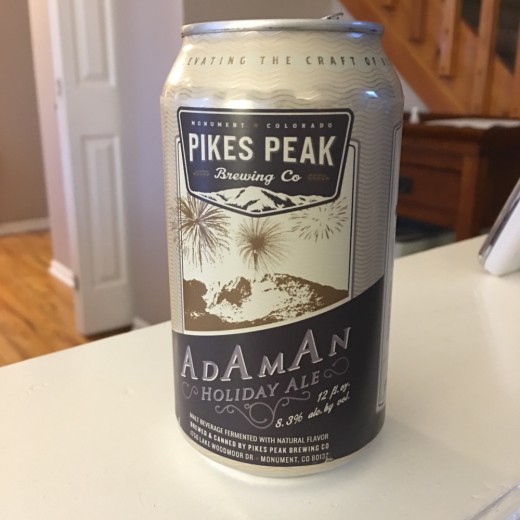 EVATING THE CRAFT OF
MONUMENT COLORADO
PIKES PEAK
Brewing Co
ADAMAN
HOLIDAY ALE
12 fl. oz.
8.3% alc. by vol.
MALT BEVERAGE FERMENTED WITH NATURAL FLAVOR
BREWED & CANNED BY PIKES PEAK BREWING CO
1756 LAKE WOODMOOR DR - MONUMENT, CO 80132